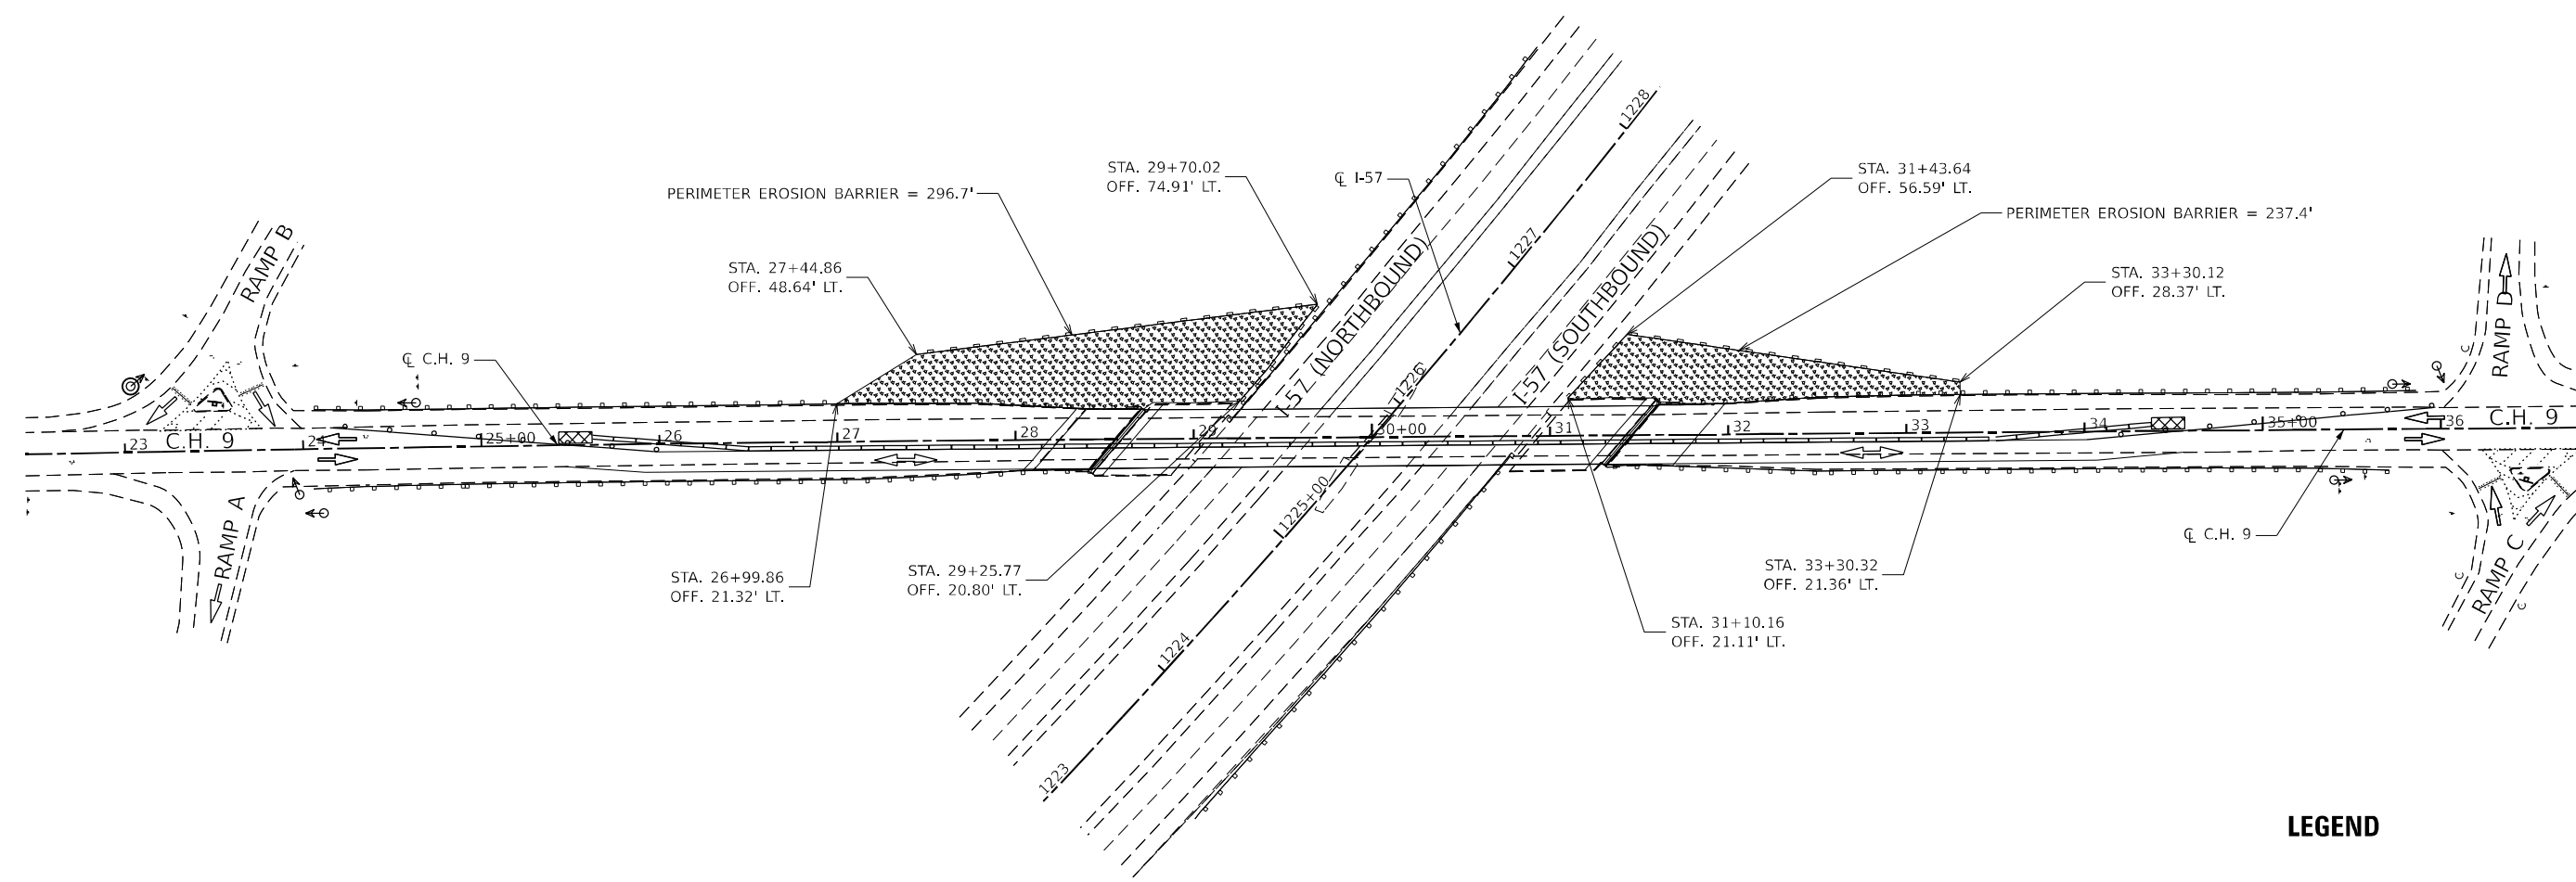 1228
STA. 29+70.02
OFF. 74.91' LT.
℄ I-57
STA. 31+43.64
OFF. 56.59' LT.
PERIMETER EROSION BARRIER = 296.7'
PERIMETER EROSION BARRIER = 237.4'
1227
RAMP B
I-57 (NORTHBOUND)
I-57 (SOUTHBOUND)
STA. 27+44.86
OFF. 48.64' LT.
STA. 33+30.12
OFF. 28.37' LT.
RAMP D
℄ C.H. 9
1226
23
C.H. 9
24
25+00
26
27
28
29
30+00
31
32
33
34
35+00
36
C.H. 9
1225+00
RAMP A
℄ C.H. 9
RAMP C
STA. 26+99.86
OFF. 21.32' LT.
STA. 29+25.77
OFF. 20.80' LT.
STA. 33+30.32
OFF. 21.36' LT.
STA. 31+10.16
OFF. 21.11' LT.
1224
1223
LEGEND